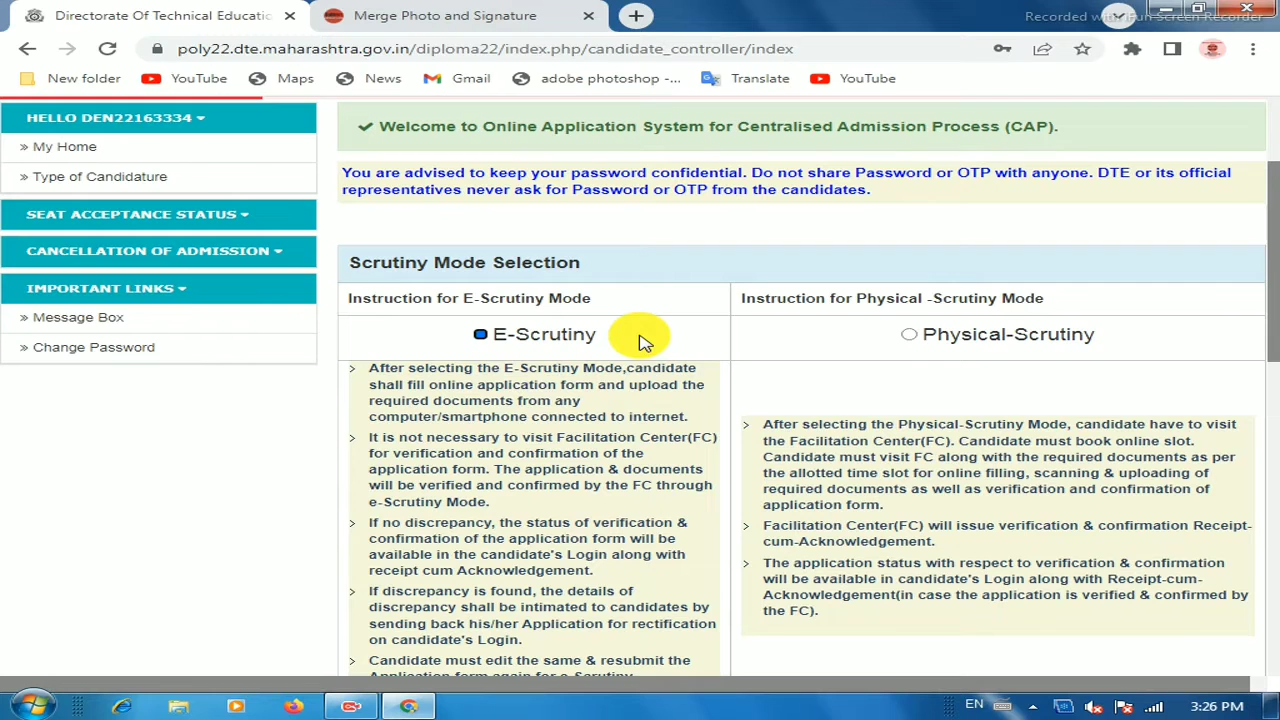 Directorate Of Technical Educatio
Merge Photo and Signature
Recorded with iFun Screen Recorder
poly22.dte.maharashtra.gov.in/diploma22/index.php/candidate_controller/index
New folder
YouTube
Maps
News
Gmail
adobe photoshop -...
Translate
YouTube
HELLO DEN22163334
» My Home
» Type of Candidature
SEAT ACCEPTANCE STATUS
CANCELLATION OF ADMISSION
IMPORTANT LINKS
» Message Box
» Change Password
Welcome to Online Application System for Centralised Admission Process (CAP).
You are advised to keep your password confidential. Do not share Password or OTP with anyone. DTE or its official
representatives never ask for Password or OTP from the candidates.
Scrutiny Mode Selection
Instruction for E-Scrutiny Mode
E-Scrutiny
After selecting the E-Scrutiny Mode,candidate
shall fill online application form and upload the
required documents from any
computer/smartphone connected to internet.
It is not necessary to visit Facilitation Center(FC)
for verification and confirmation of the
application form. The application & documents
will be verified and confirmed by the FC through
e-Scrutiny Mode.
If no discrepancy, the status of verification &
confirmation of the application form will be
available in the candidate's Login along with
receipt cum Acknowledgement.
If discrepancy is found, the details of
discrepancy shall be intimated to candidates by
sending back his/her Application for rectification
on candidate's Login.
Candidate must edit the same & resubmit the
Application form again for e-Scrutiny.
Instruction for Physical -Scrutiny Mode
Physical-Scrutiny
After selecting the Physical-Scrutiny Mode, candidate have to visit
the Facilitation Center(FC). Candidate must book online slot.
Candidate must visit FC along with the required documents as per
the allotted time slot for online filling, scanning & uploading of
required documents as well as verification and confirmation of
application form.
Facilitation Center(FC) will issue verification & confirmation Receipt-
cum-Acknowledgement.
The application status with respect to verification & confirmation
will be available in candidate's Login along with Receipt-cum-
Acknowledgement(in case the application is verified & confirmed by
the FC).
EN
3:26 PM